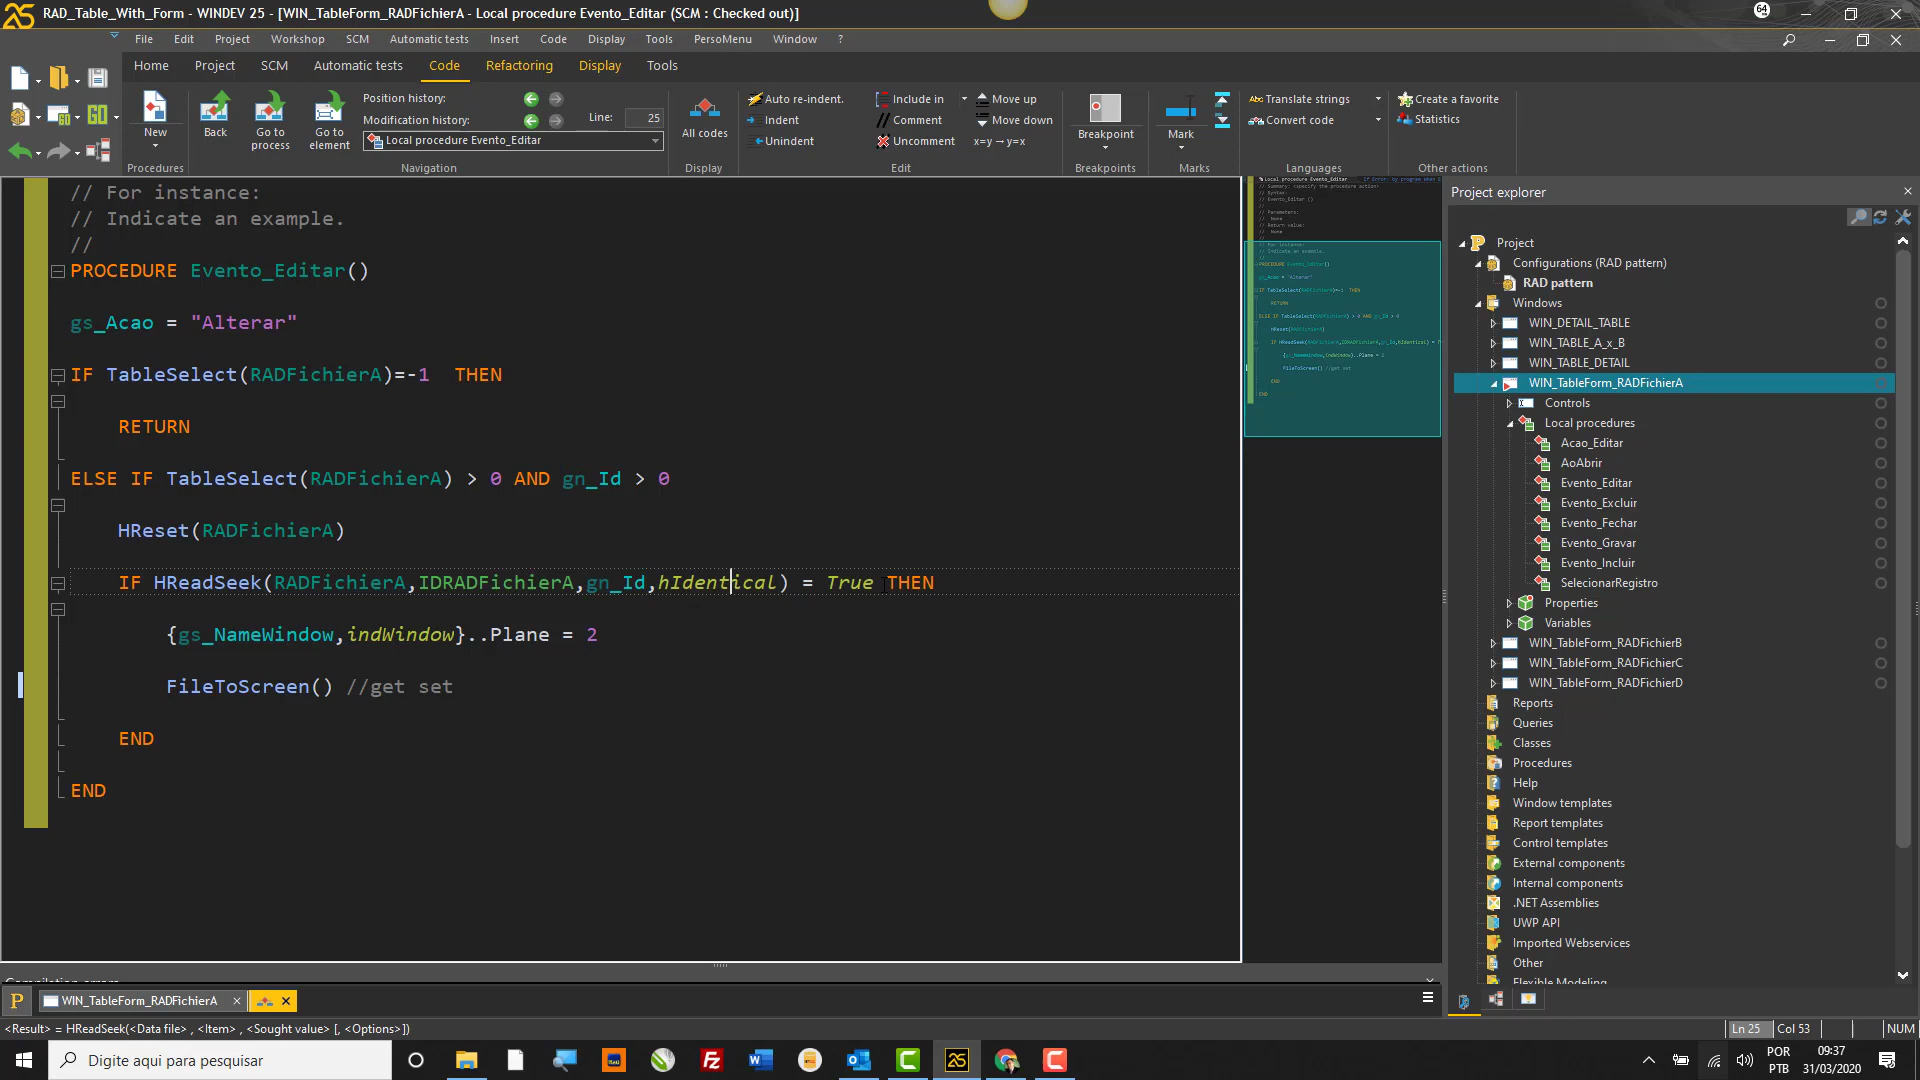 RAD_Table_With_Form - WINDEV 25 - [WIN_TableForm_RADFichierA - Local procedure Evento_Editar (SCM : Checked out)]
64
File Edit Project Workshop SCM Automatic tests Insert Code Display Tools PersoMenu Window ?
Home Project SCM Automatic tests Code Refactoring Display Tools
New
Procedures
Back
Go to process
Go to element
Position history:
Modification history:
Line: 25
Local procedure Evento_Editar
Navigation
All codes
Display
Auto re-indent.
Indent
Unindent
Include in
// Comment
Uncomment
Move up
Move down
x=y → y=x
Edit
Breakpoint
Breakpoints
Mark
Marks
Translate strings
Convert code
Languages
Create a favorite
Statistics
Other actions
// For instance:
// Indicate an example.
//
PROCEDURE Evento_Editar()
gs_Acao = "Alterar"
IF TableSelect(RADFichierA)=-1  THEN
RETURN
ELSE IF TableSelect(RADFichierA) > 0 AND gn_Id > 0
HReset(RADFichierA)
IF HReadSeek(RADFichierA,IDRADFichierA,gn_Id,hIdentical) = True THEN
{gs_NameWindow,indWindow}..Plane = 2
FileToScreen() //get set
END
END
Project explorer
Project
Configurations (RAD pattern)
RAD pattern
Windows
WIN_DETAIL_TABLE
WIN_TABLE_A_x_B
WIN_TABLE_DETAIL
WIN_TableForm_RADFichierA
Controls
Local procedures
Acao_Editar
AoAbrir
Evento_Editar
Evento_Excluir
Evento_Fechar
Evento_Gravar
Evento_Incluir
SelecionarRegistro
Properties
Variables
WIN_TableForm_RADFichierB
WIN_TableForm_RADFichierC
WIN_TableForm_RADFichierD
Reports
Queries
Classes
Procedures
Help
Window templates
Report templates
Control templates
External components
Internal components
.NET Assemblies
UWP API
Imported Webservices
Other
Flexible Modeling
Compilation errors
WIN_TableForm_RADFichierA
<Result> = HReadSeek(<Data file> , <Item> , <Sought value> [, <Options>])
Ln 25 Col 53 NUM
Digite aqui para pesquisar
POR
PTB
09:37
31/03/2020